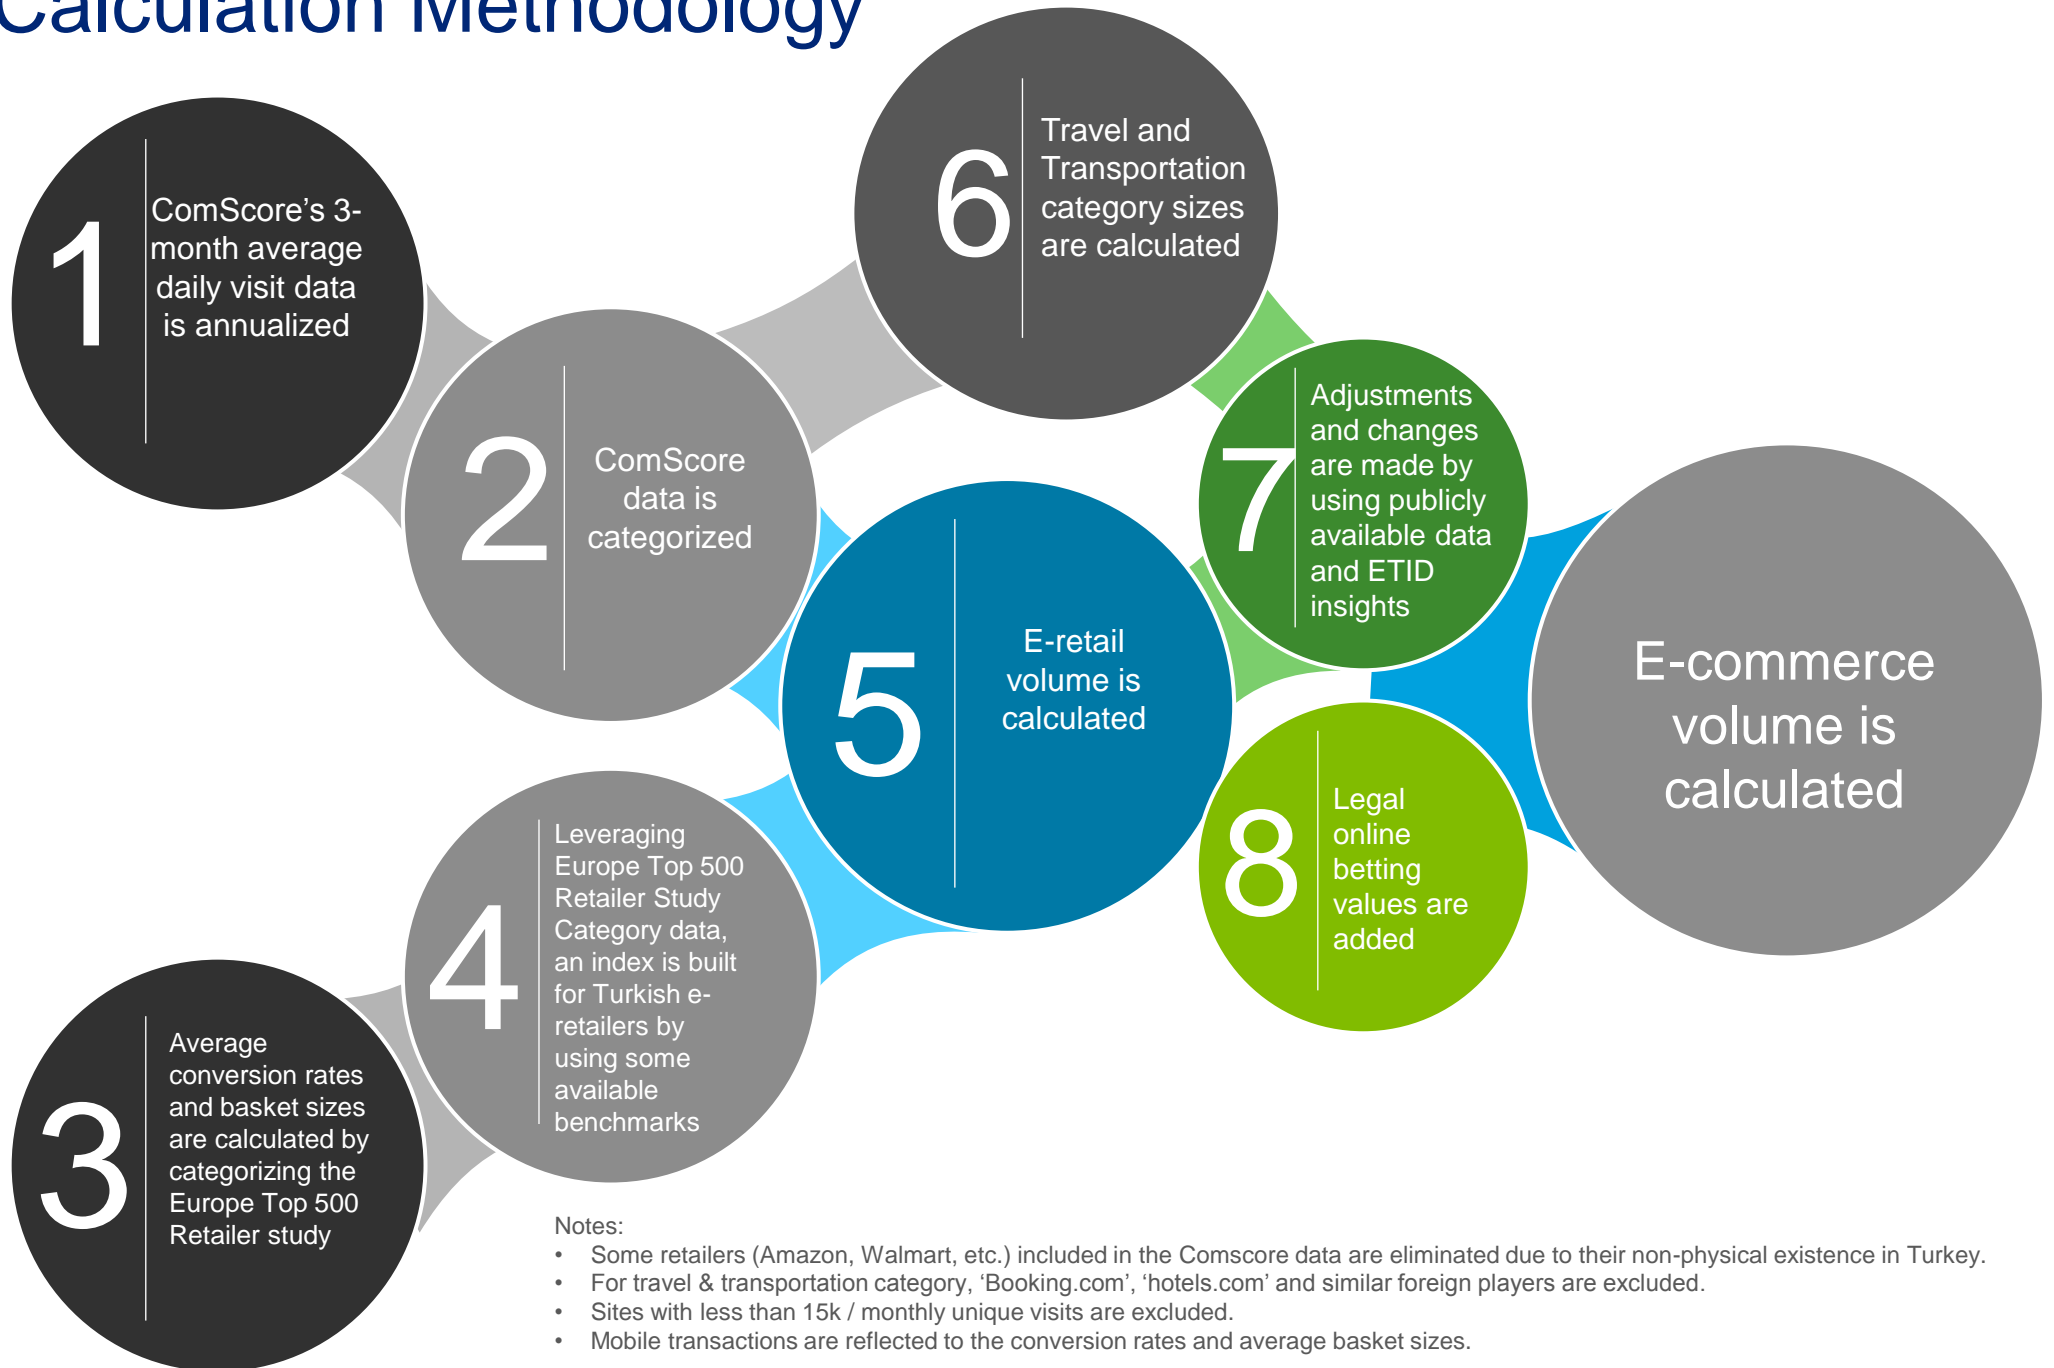 Calculation Methodology
1
ComScore’s 3-
month average
daily visit data
is annualized
2
ComScore
data is
categorized
3
Average
conversion rates
and basket sizes
are calculated by
categorizing the
Europe Top 500
Retailer study
4
Leveraging
Europe Top 500
Retailer Study
Category data,
an index is built
for Turkish e-
retailers by
using some
available
benchmarks
5
E-retail
volume is
calculated
6
Travel and
Transportation
category sizes
are calculated
7
Adjustments
and changes
are made by
using publicly
available data
and ETID
insights
8
Legal
online
betting
values are
added
E-commerce
volume is
calculated
Notes:
• Some retailers (Amazon, Walmart, etc.) included in the Comscore data are eliminated due to their non-physical existence in Turkey.
• For travel & transportation category, ‘Booking.com’, ‘hotels.com’ and similar foreign players are excluded.
• Sites with less than 15k / monthly unique visits are excluded.
• Mobile transactions are reflected to the conversion rates and average basket sizes.